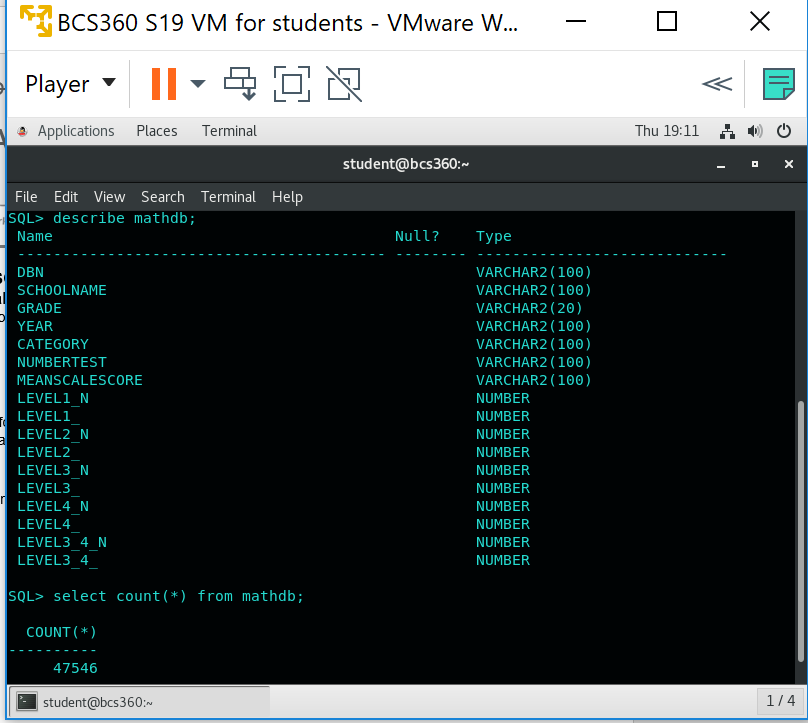 BCS360 S19 VM for students - VMware W...
Player
Applications Places Terminal Thu 19:11
student@bcs360:~
File Edit View Search Terminal Help
SQL> describe mathdb;
Name Null? Type
----------------------------------------- -------- ----------------------------
DBN VARCHAR2(100)
SCHOOLNAME VARCHAR2(100)
GRADE VARCHAR2(20)
YEAR VARCHAR2(100)
CATEGORY VARCHAR2(100)
NUMBERTEST VARCHAR2(100)
MEANSCALESCORE VARCHAR2(100)
LEVEL1_N NUMBER
LEVEL1_ NUMBER
LEVEL2_N NUMBER
LEVEL2_ NUMBER
LEVEL3_N NUMBER
LEVEL3_ NUMBER
LEVEL4_N NUMBER
LEVEL4_ NUMBER
LEVEL3_4_N NUMBER
LEVEL3_4_ NUMBER
SQL> select count(*) from mathdb;
COUNT(*)
----------
47546
student@bcs360:~ 1 / 4